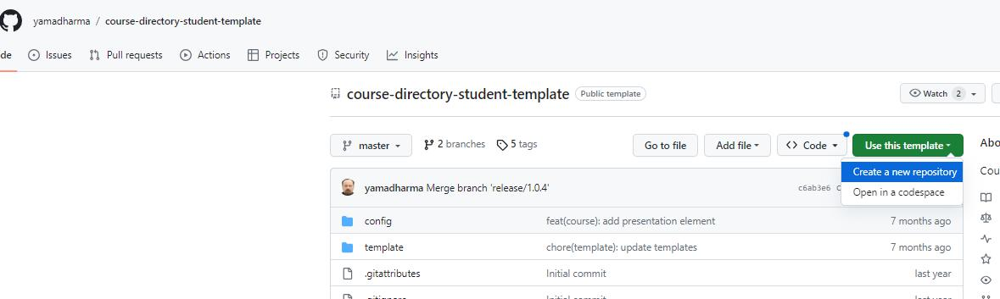 yamadharma / course-directory-student-template
de Issues Pull requests Actions Projects Security Insights
course-directory-student-template Public template Watch 2
master 2 branches 5 tags Go to file Add file Code Use this template Abo
Create a new repository Cou
Open in a codespace
yamadharma Merge branch 'release/1.0.4' c6ab3e6
config feat(course): add presentation element 7 months ago
template chore(template): update templates 7 months ago
.gitattributes Initial commit last year
.gitignore Initial commit last year